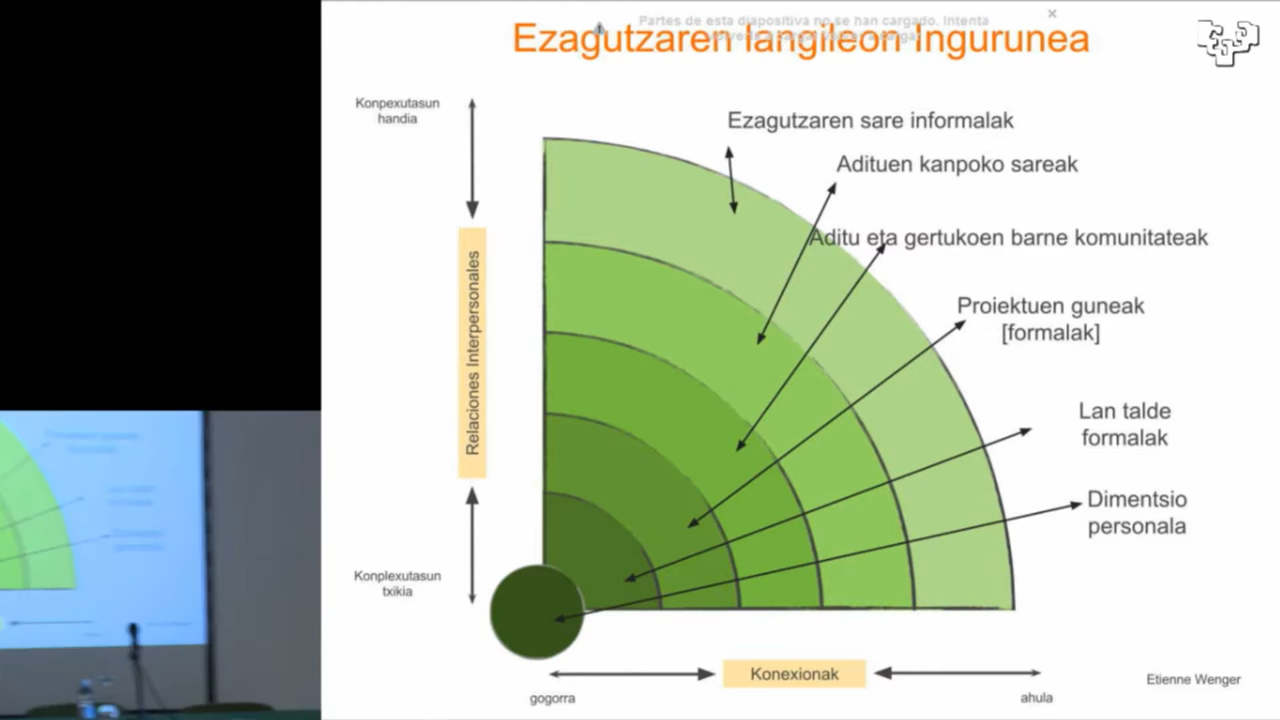 Partes de esta diapositiva no se han cargado. Intenta
Ezagutzaren langileon Ingurunea
Konpexutasun
handia
Ezagutzaren sare informalak
Adituen kanpoko sareak
Aditu eta gertukoen barne komunitateak
Relaciones Interpersonales
Proiektuen guneak
[formalak]
Lan talde
formalak
Dimentsio
personala
Konplexutasun
txikia
Konexionak
gogorra
ahula
Etienne Wenger